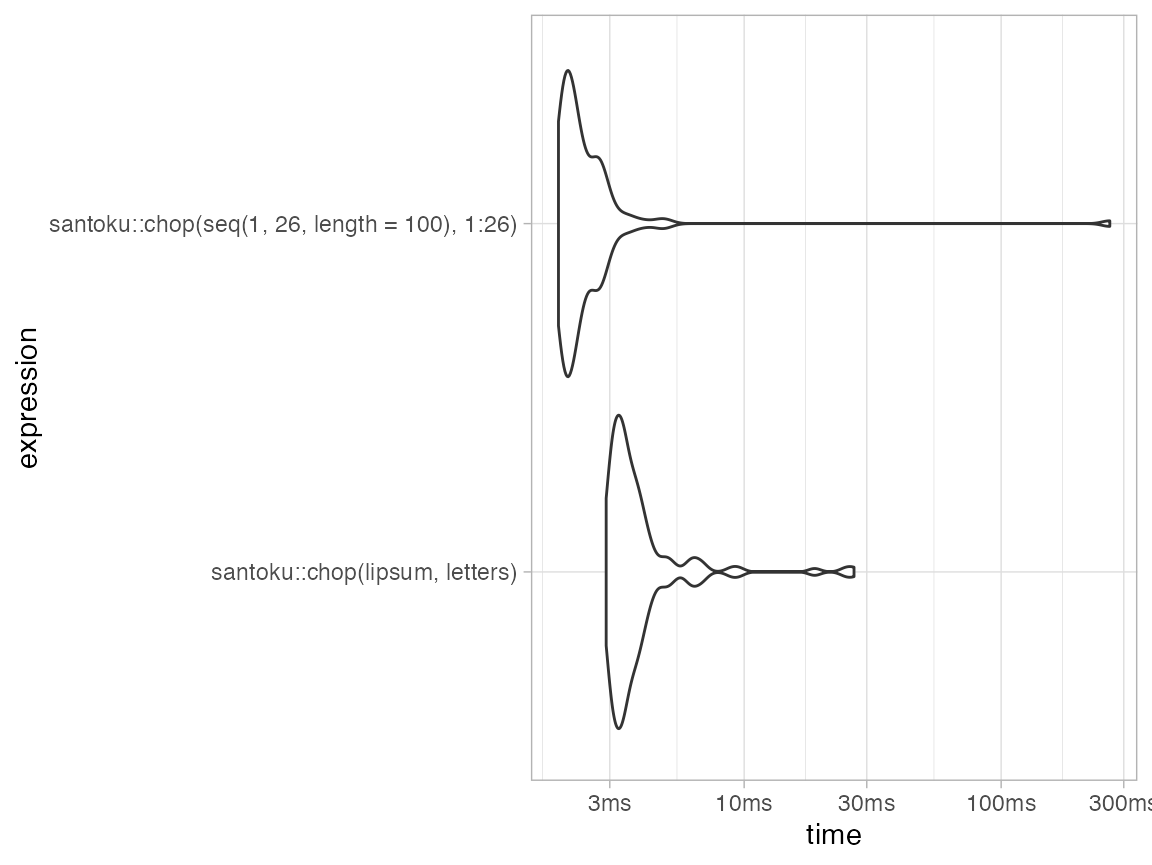 santoku::chop(seq(1, 26, length = 100), 1:26)
expression
santoku::chop(lipsum, letters)
3ms 10ms 30ms 100ms 300ms
time